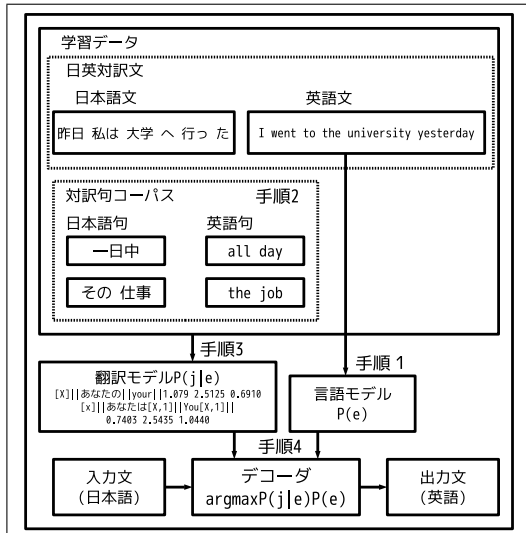 学習データ
日英対訳文
日本語文 英語文
昨日 私は 大学 へ 行っ た I went to the university yesterday
対訳句コーパス 手順2
日本語句 英語句
一日中 all day
その 仕事 the job
手順3
手順 1
翻訳モデルP(j|e)
[X]||あなたの||your||1.079 2.5125 0.6910
[x]||あなたは[X,1]||You[X,1]||
0.7403 2.5435 1.0440
言語モデル
P(e)
手順4
入力文
(日本語)
デコーダ
argmaxP(j|e)P(e)
出力文
(英語)